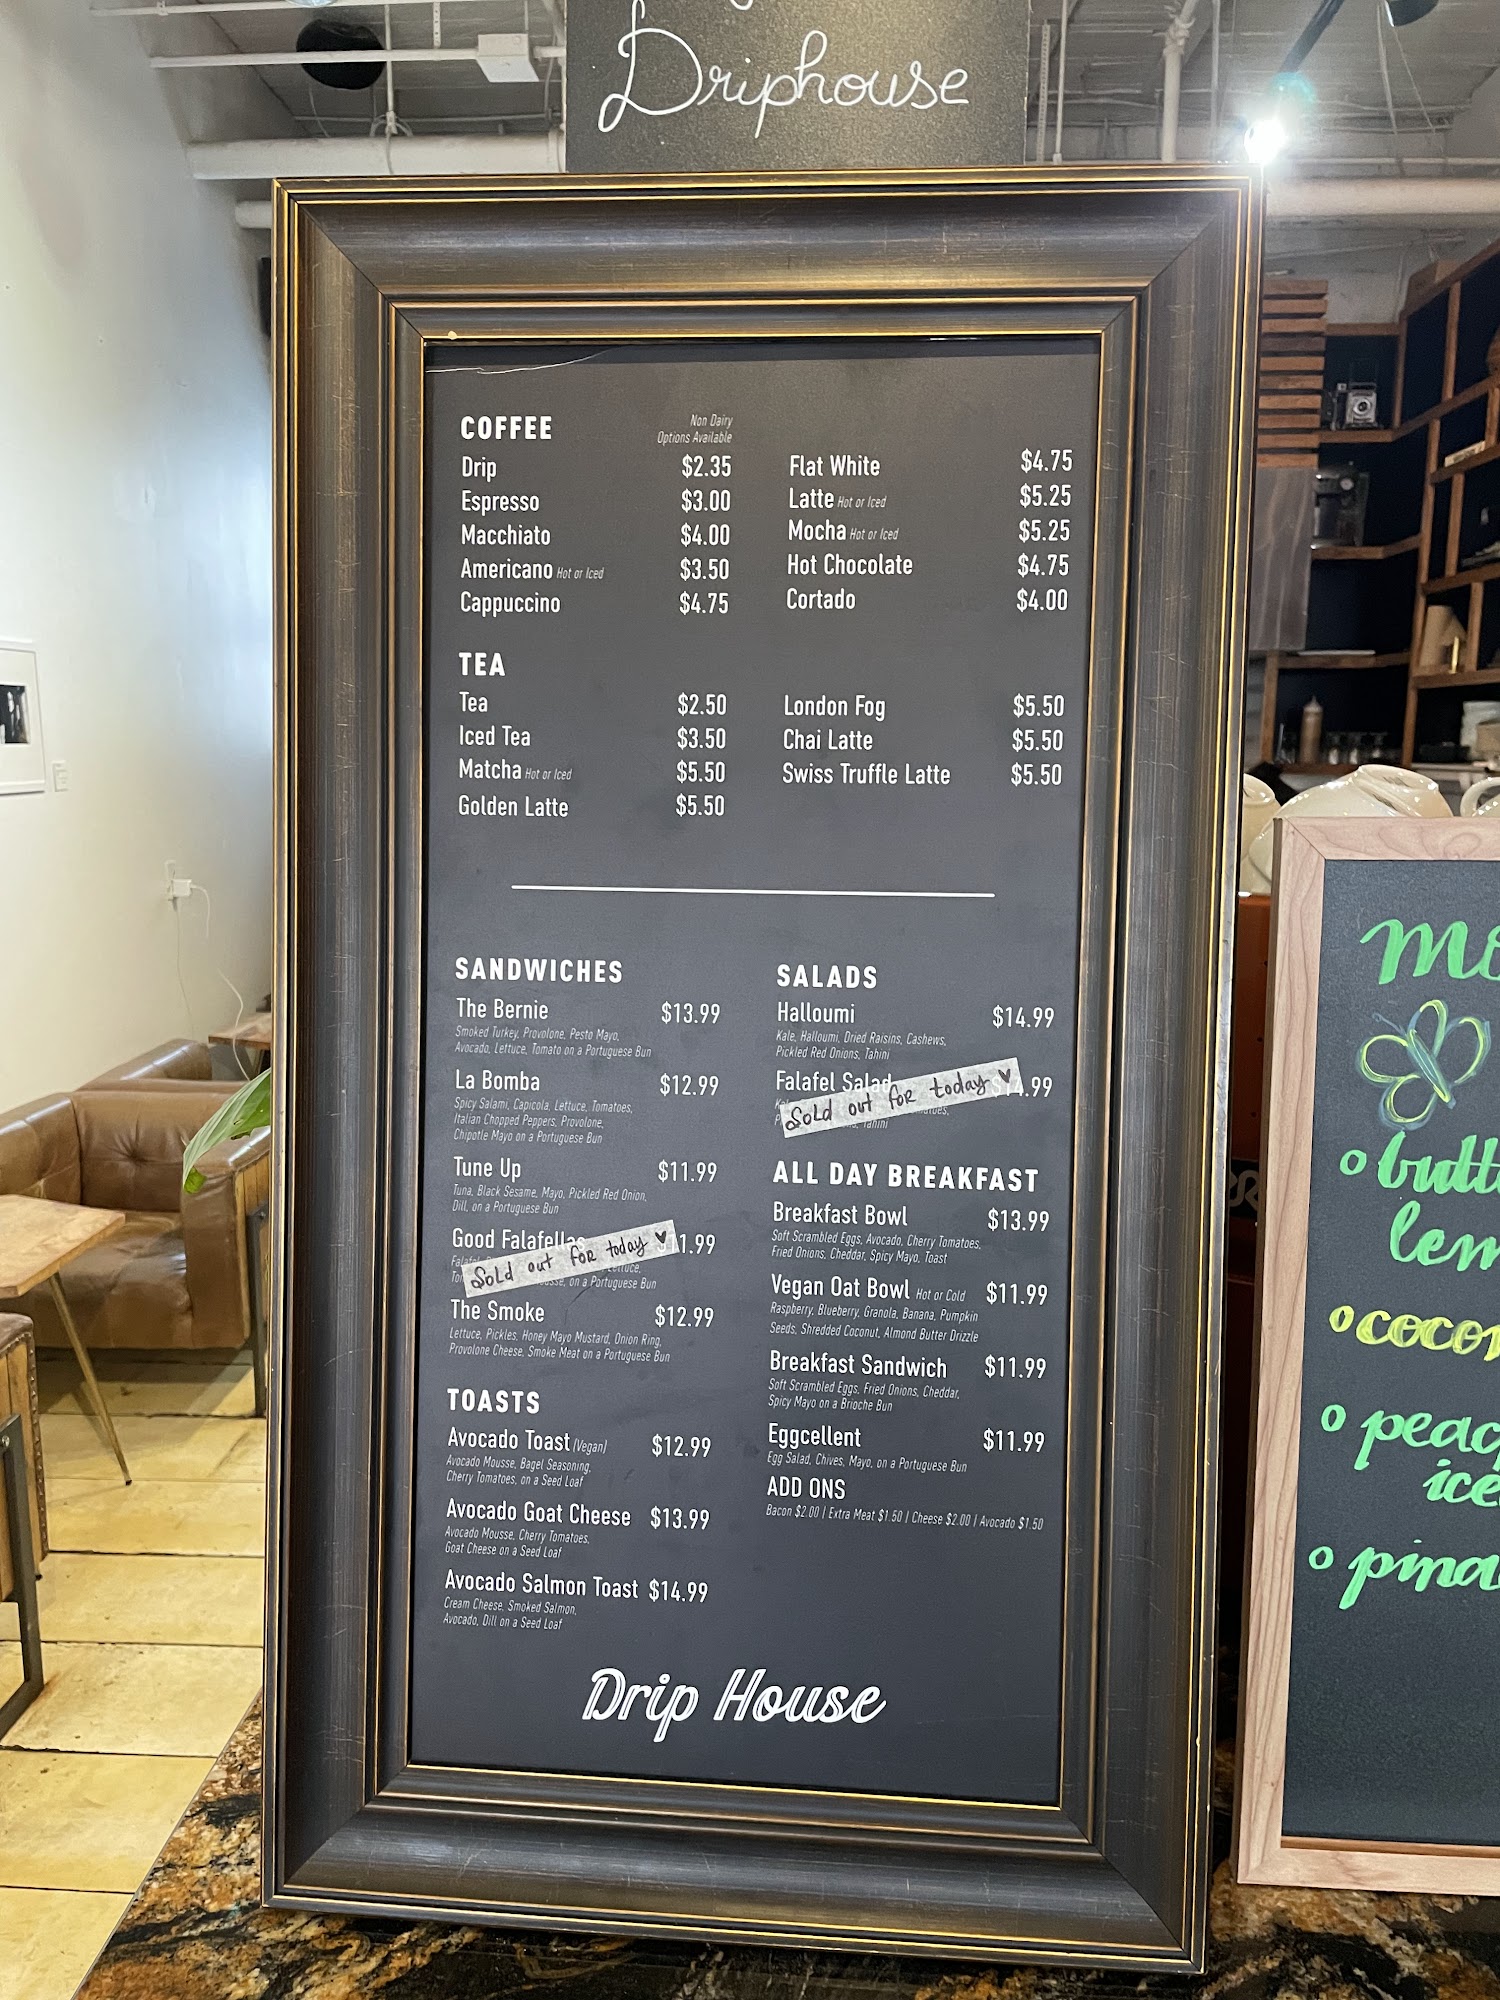 Driphouse
COFFEE
Non Dairy
Options Available
Drip $2.35
Espresso $3.00
Macchiato $4.00
Americano Hot or Iced $3.50
Cappuccino $4.75
Flat White $4.75
Latte Hot or Iced $5.25
Mocha Hot or Iced $5.25
Hot Chocolate $4.75
Cortado $4.00
TEA
Tea $2.50
Iced Tea $3.50
Matcha Hot or Iced $5.50
Golden Latte $5.50
London Fog $5.50
Chai Latte $5.50
Swiss Truffle Latte $5.50
SANDWICHES
The Bernie $13.99
Smoked Turkey, Provolone, Pesto Mayo,
Avocado, Lettuce, Tomato on a Portuguese Bun
La Bomba $12.99
Spicy Salami, Capicola, Lettuce, Tomatoes,
Italian Chopped Peppers, Provolone,
Chipotle Mayo on a Portuguese Bun
Tune Up $11.99
Tuna, Black Sesame, Mayo, Pickled Red Onion,
Dill, on a Portuguese Bun
Good Falafellas 11.99
Sold out for today ♥
on a Portuguese Bun
The Smoke $12.99
Lettuce, Pickles, Honey Mayo Mustard, Onion Ring,
Provolone Cheese, Smoke Meat on a Portuguese Bun
TOASTS
Avocado Toast (Vegan) $12.99
Avocado Mousse, Bagel Seasoning,
Cherry Tomatoes, on a Seed Loaf
Avocado Goat Cheese $13.99
Avocado Mousse, Cherry Tomatoes,
Goat Cheese on a Seed Loaf
Avocado Salmon Toast $14.99
Cream Cheese, Smoked Salmon,
Avocado, Dill on a Seed Loaf
SALADS
Halloumi $14.99
Kale, Halloumi, Dried Raisins, Cashews,
Pickled Red Onions, Tahini
Falafel Salad $14.99
Sold out for today ♥
Tahini
ALL DAY BREAKFAST
Breakfast Bowl $13.99
Soft Scrambled Eggs, Avocado, Cherry Tomatoes,
Fried Onions, Cheddar, Spicy Mayo, Toast
Vegan Oat Bowl Hot or Cold $11.99
Raspberry, Blueberry, Granola, Banana, Pumpkin
Seeds, Shredded Coconut, Almond Butter Drizzle
Breakfast Sandwich $11.99
Soft Scrambled Eggs, Fried Onions, Cheddar,
Spicy Mayo on a Brioche Bun
Eggcellent $11.99
Egg Salad, Chives, Mayo, on a Portuguese Bun
ADD ONS
Bacon $2.00 | Extra Meat $1.50 | Cheese $2.00 | Avocado $1.50
Drip House